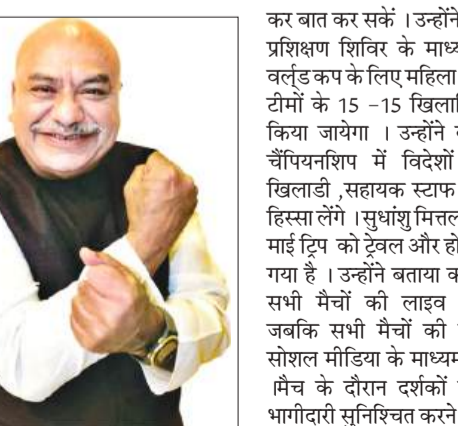 कर बात कर सकें । उन्होंने
प्रशिक्षण शिविर के
वर्ल्ड कप के लिए महिला
टीमों के 15 –15
किया जायेगा । उन्होंने
चैंपियनशिप में विदेशों
खिलाडी ,सहायक स्टाफ
हिस्सा लेंगे । सुधांशु मित्तल
माई ट्रिप को ट्रेवल और
गया है । उन्होंने बताया
सभी मैचों की लाइव
जबकि सभी मैचों की
सोशल मीडिया के
।मैच के दौरान दर्शकों
भागीदारी सुनिश्चित करने